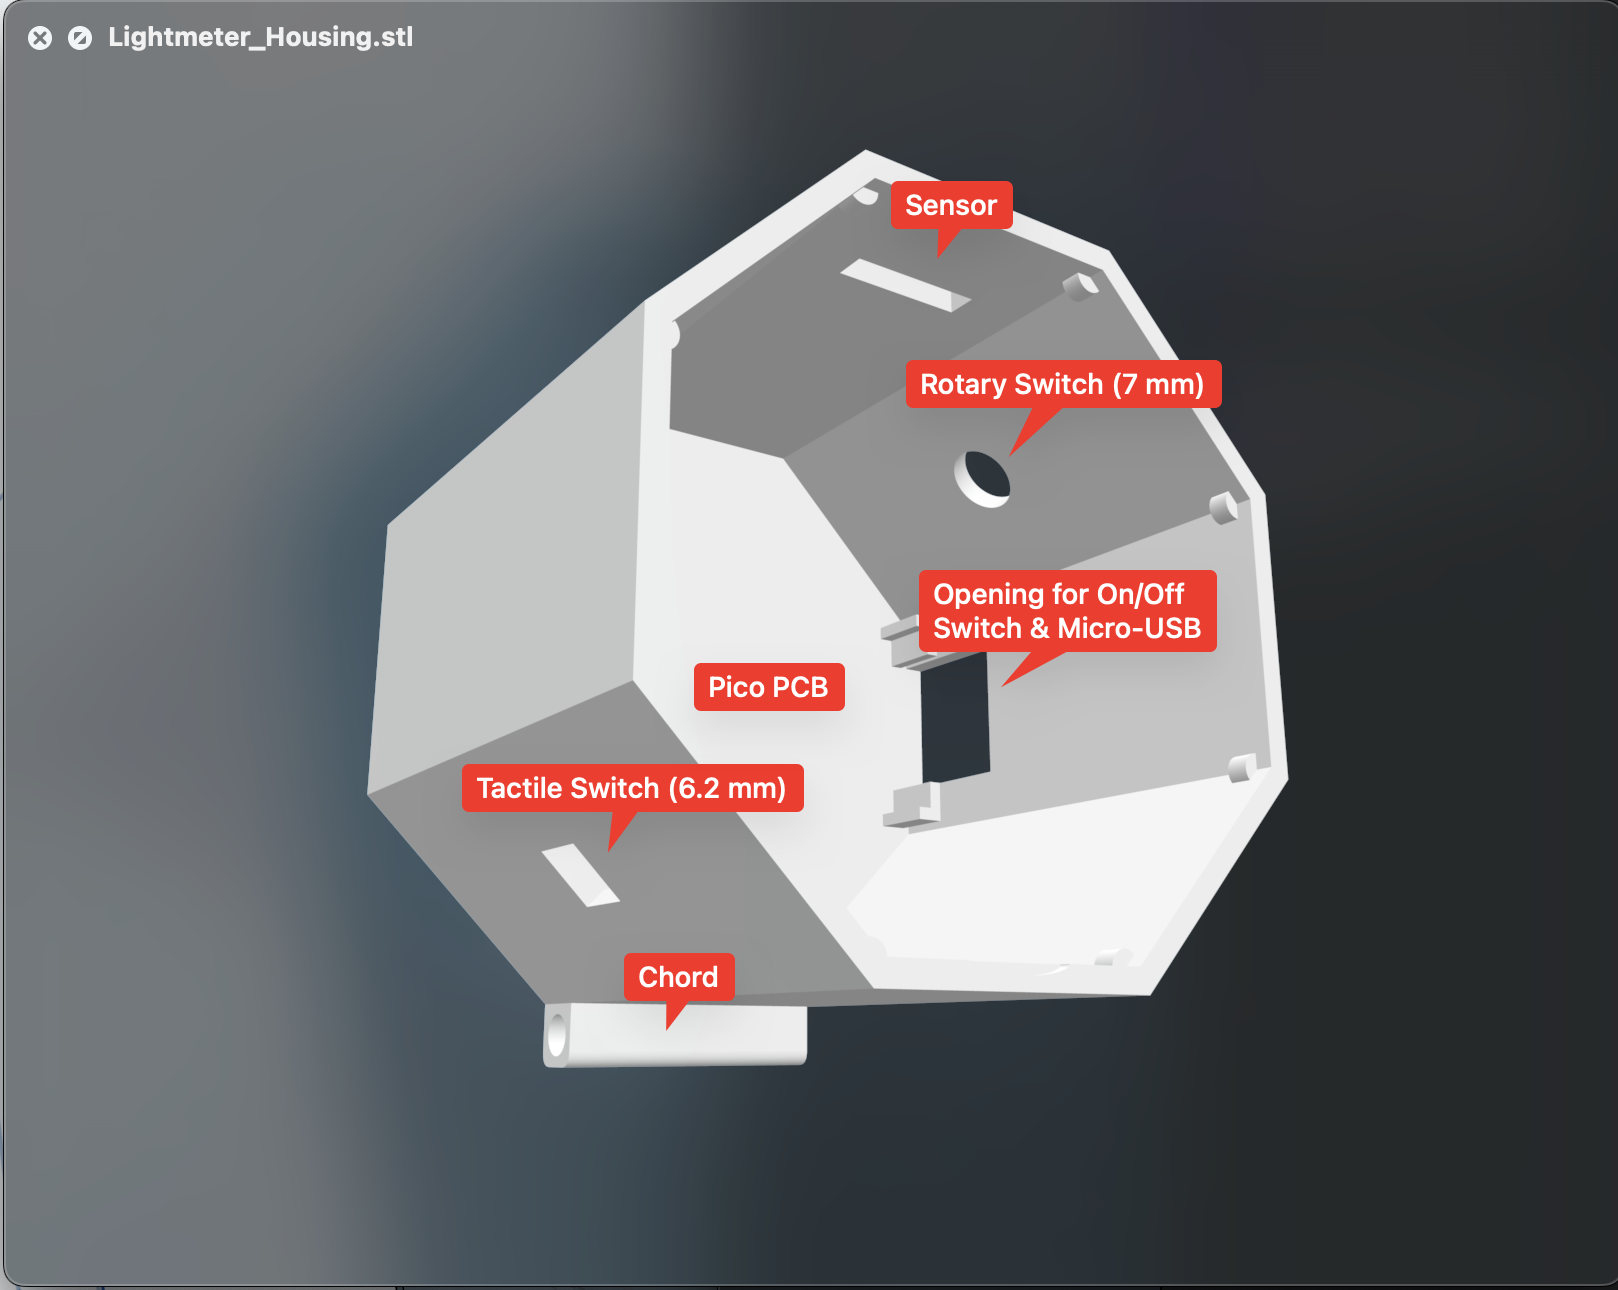 Lightmeter_Housing.stl
Sensor
Rotary Switch (7 mm)
Opening for On/Off
Switch & Micro-USB
Pico PCB
Tactile Switch (6.2 mm)
Chord